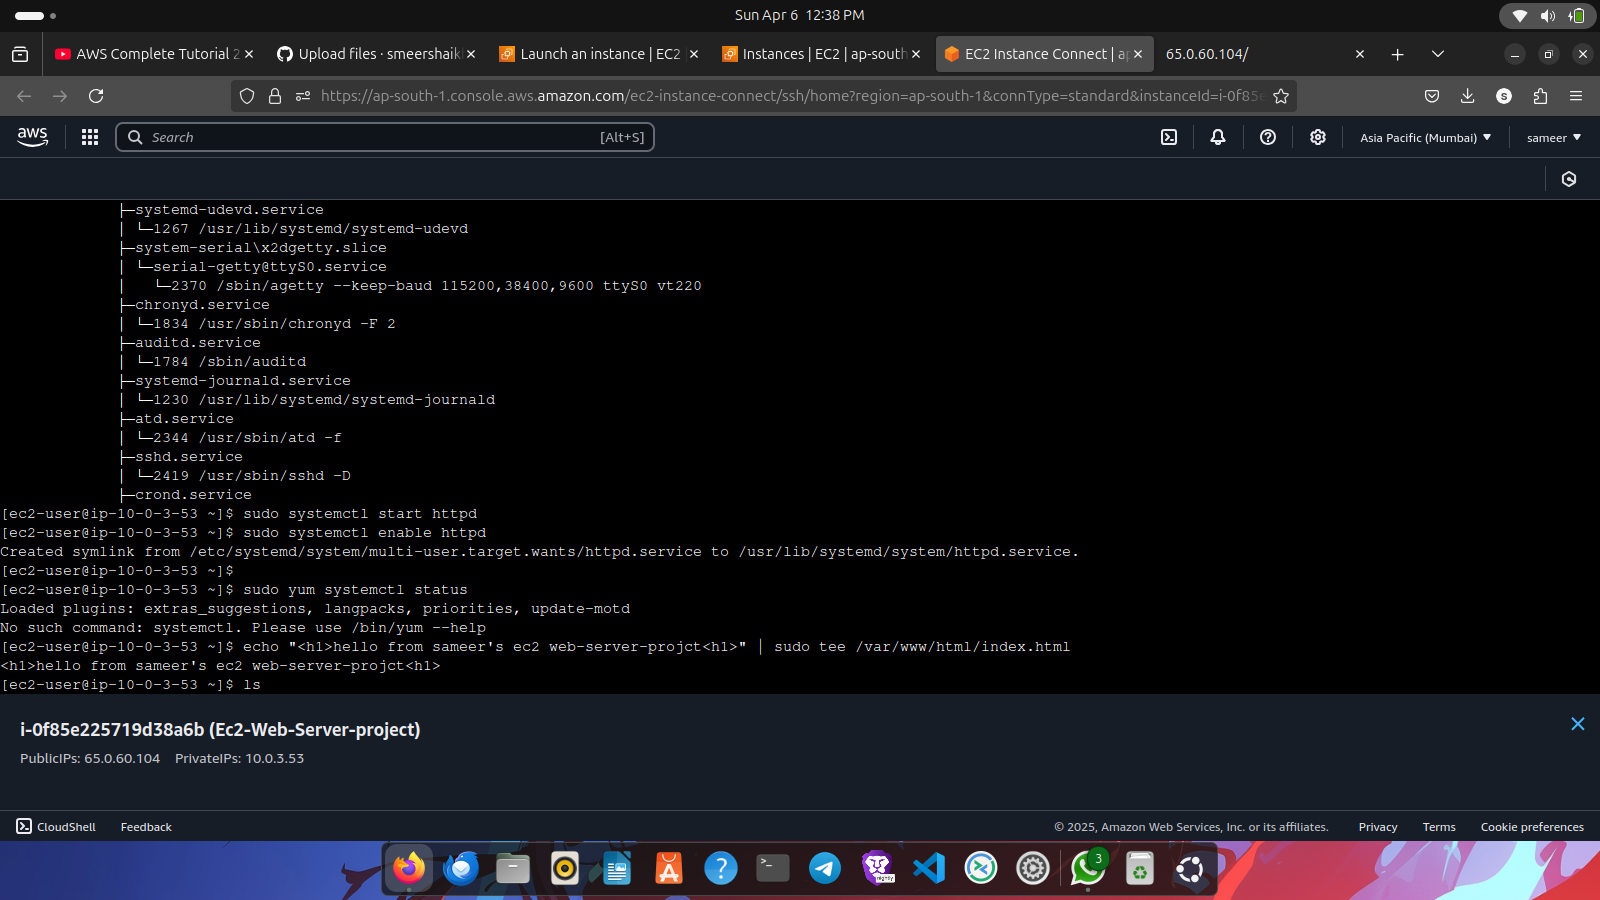 Sun Apr 6 12:38 PM
AWS Complete Tutorial 2
Upload files · smeershaik
Launch an instance | EC2
Instances | EC2 | ap-south
EC2 Instance Connect | ap
65.0.60.104/
https://ap-south-1.console.aws.amazon.com/ec2-instance-connect/ssh/home?region=ap-south-1&connType=standard&instanceId=i-0f85e
S
aws
Search
[Alt+S]
Asia Pacific (Mumbai)
sameer
├─systemd-udevd.service
│ └─1267 /usr/lib/systemd/systemd-udevd
├─system-serial\x2dgetty.slice
│ └─serial-getty@ttyS0.service
│   └─2370 /sbin/agetty --keep-baud 115200,38400,9600 ttyS0 vt220
├─chronyd.service
│ └─1834 /usr/sbin/chronyd -F 2
├─auditd.service
│ └─1784 /sbin/auditd
├─systemd-journald.service
│ └─1230 /usr/lib/systemd/systemd-journald
├─atd.service
│ └─2344 /usr/sbin/atd -f
├─sshd.service
│ └─2419 /usr/sbin/sshd -D
├─crond.service
[ec2-user@ip-10-0-3-53 ~]$ sudo systemctl start httpd
[ec2-user@ip-10-0-3-53 ~]$ sudo systemctl enable httpd
Created symlink from /etc/systemd/system/multi-user.target.wants/httpd.service to /usr/lib/systemd/system/httpd.service.
[ec2-user@ip-10-0-3-53 ~]$
[ec2-user@ip-10-0-3-53 ~]$ sudo yum systemctl status
Loaded plugins: extras_suggestions, langpacks, priorities, update-motd
No such command: systemctl. Please use /bin/yum --help
[ec2-user@ip-10-0-3-53 ~]$ echo "<h1>hello from sameer's ec2 web-server-projct<h1>" | sudo tee /var/www/html/index.html
<h1>hello from sameer's ec2 web-server-projct<h1>
[ec2-user@ip-10-0-3-53 ~]$ ls
i-0f85e225719d38a6b (Ec2-Web-Server-project)
PublicIPs: 65.0.60.104 PrivateIPs: 10.0.3.53
CloudShell
Feedback
© 2025, Amazon Web Services, Inc. or its affiliates.
Privacy
Terms
Cookie preferences
nightly
3